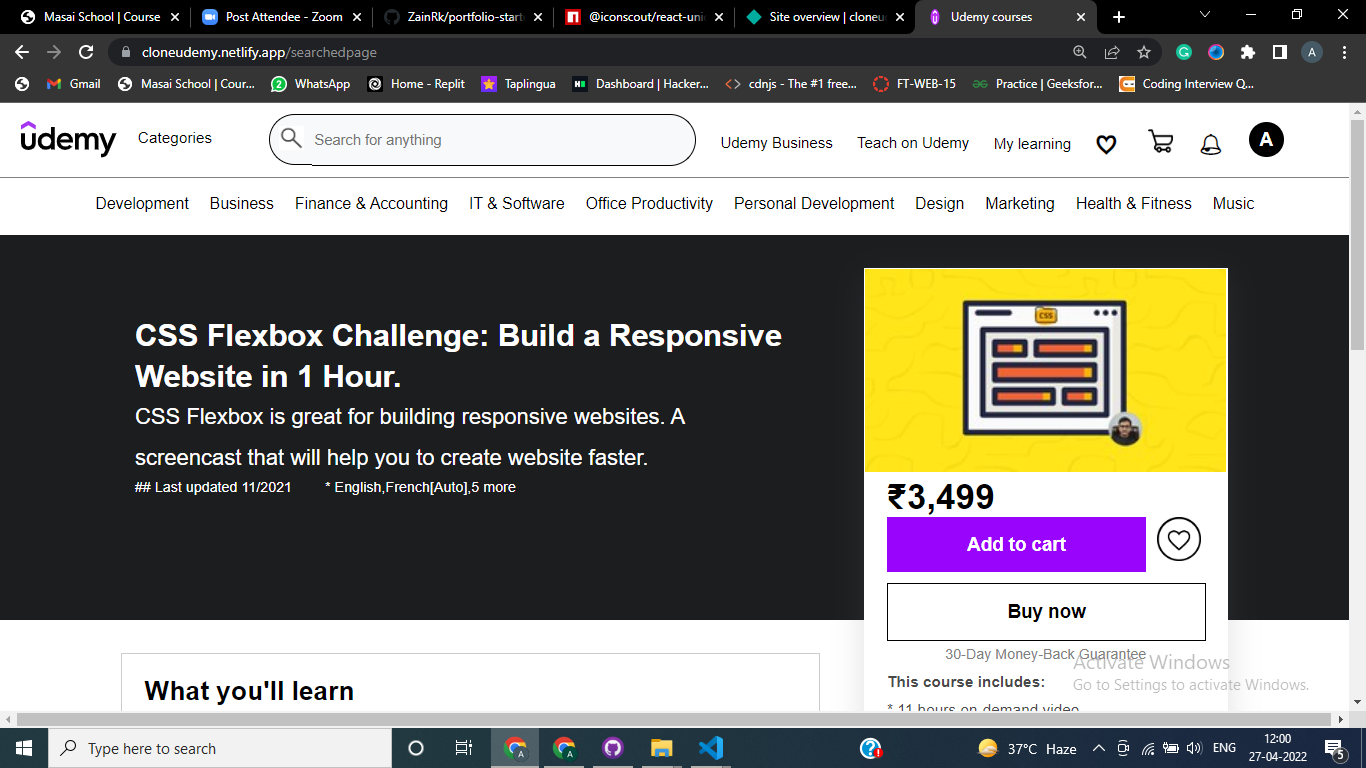 Masai School | Course
Post Attendee - Zoom
ZainRk/portfolio-start
@iconscout/react-uni
Site overview | cloneu
Udemy courses
cloneudemy.netlify.app/searchedpage
A
Gmail
Masai School | Cour...
2
WhatsApp
Home - Replit
Taplingua
Dashboard | Hacker...
cdnjs - The #1 free...
FT-WEB-15
Practice | Geeksfor...
Coding Interview Q...
udemy
Categories
Search for anything
Udemy Business
Teach on Udemy
My learning
A
Development Business Finance & Accounting IT & Software Office Productivity Personal Development Design Marketing Health & Fitness Music
CSS Flexbox Challenge: Build a Responsive
Website in 1 Hour.
CSS Flexbox is great for building responsive websites. A
screencast that will help you to create website faster.
## Last updated 11/2021 * English,French[Auto],5 more
CSS
₹3,499
Add to cart
Buy now
30-Day Money-Back Guarantee
This course includes:
* 11 hours on-demand video
What you'll learn
Activate Windows
Go to Settings to activate Windows.
Type here to search
37°C Haze
ENG
12:00
27-04-2022
5